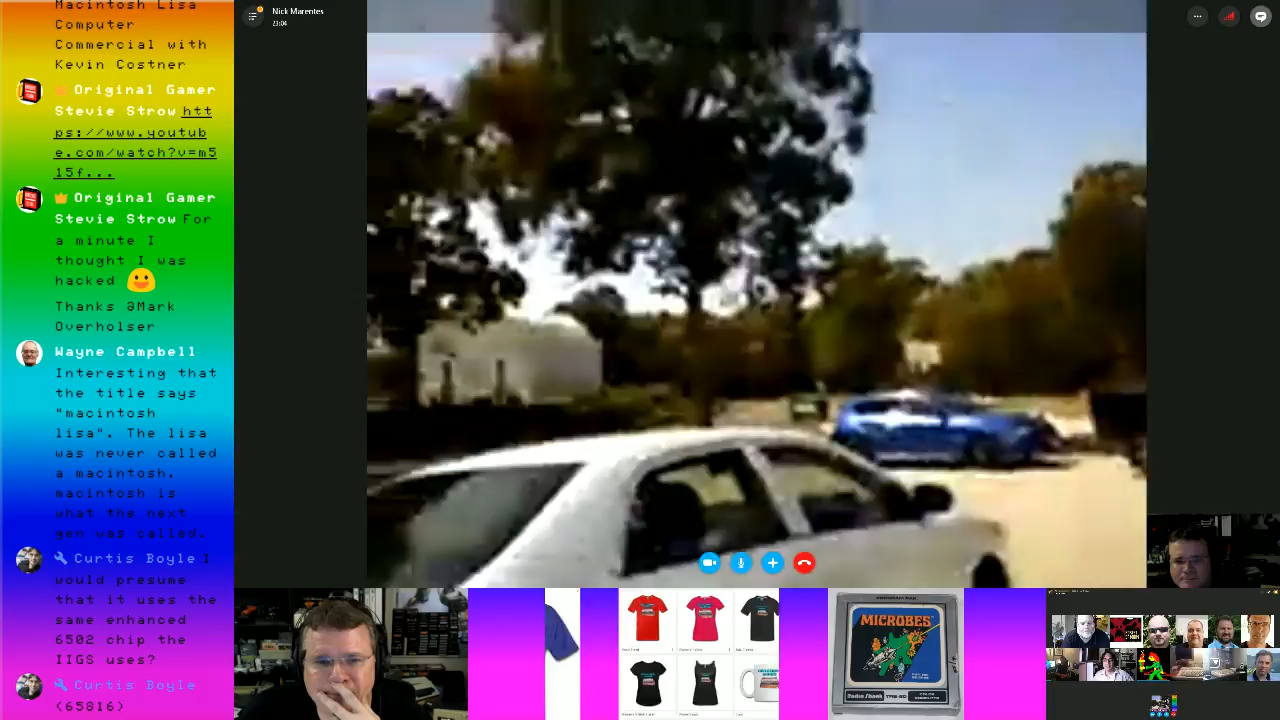 Macintosh Lisa
Computer
Commercial with
Kevin Costner
Original Gamer
Stevie Strow htt
ps://www.youtub
e.com/watch?v=m5
15f...
Original Gamer
Stevie Strow For
a minute I
thought I was
hacked
Thanks @Mark
Overholser
Wayne Campbell
Interesting that
the title says
"macintosh
lisa". The lisa
was never called
a macintosh.
macintosh is
what the next
gen was called.
Curtis Boyle I
would presume
that it uses the
same enhanced
6502 chip the
IIGS uses?
Curtis Boyle
(65816)
Nick Marentes
23:04
MICROBES
Radio Shack TRS-80